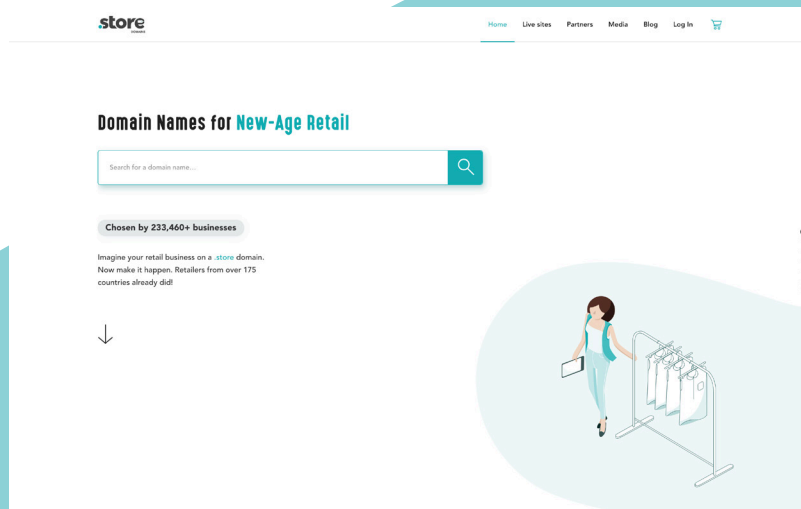 .store
DOMAINS
Home Live sites Partners Media Blog Log In
Domain Names for New-Age Retail
Search for a domain name...
Chosen by 233,460+ businesses
Imagine your retail business on a .store domain.
Now make it happen. Retailers from over 175
countries already did!